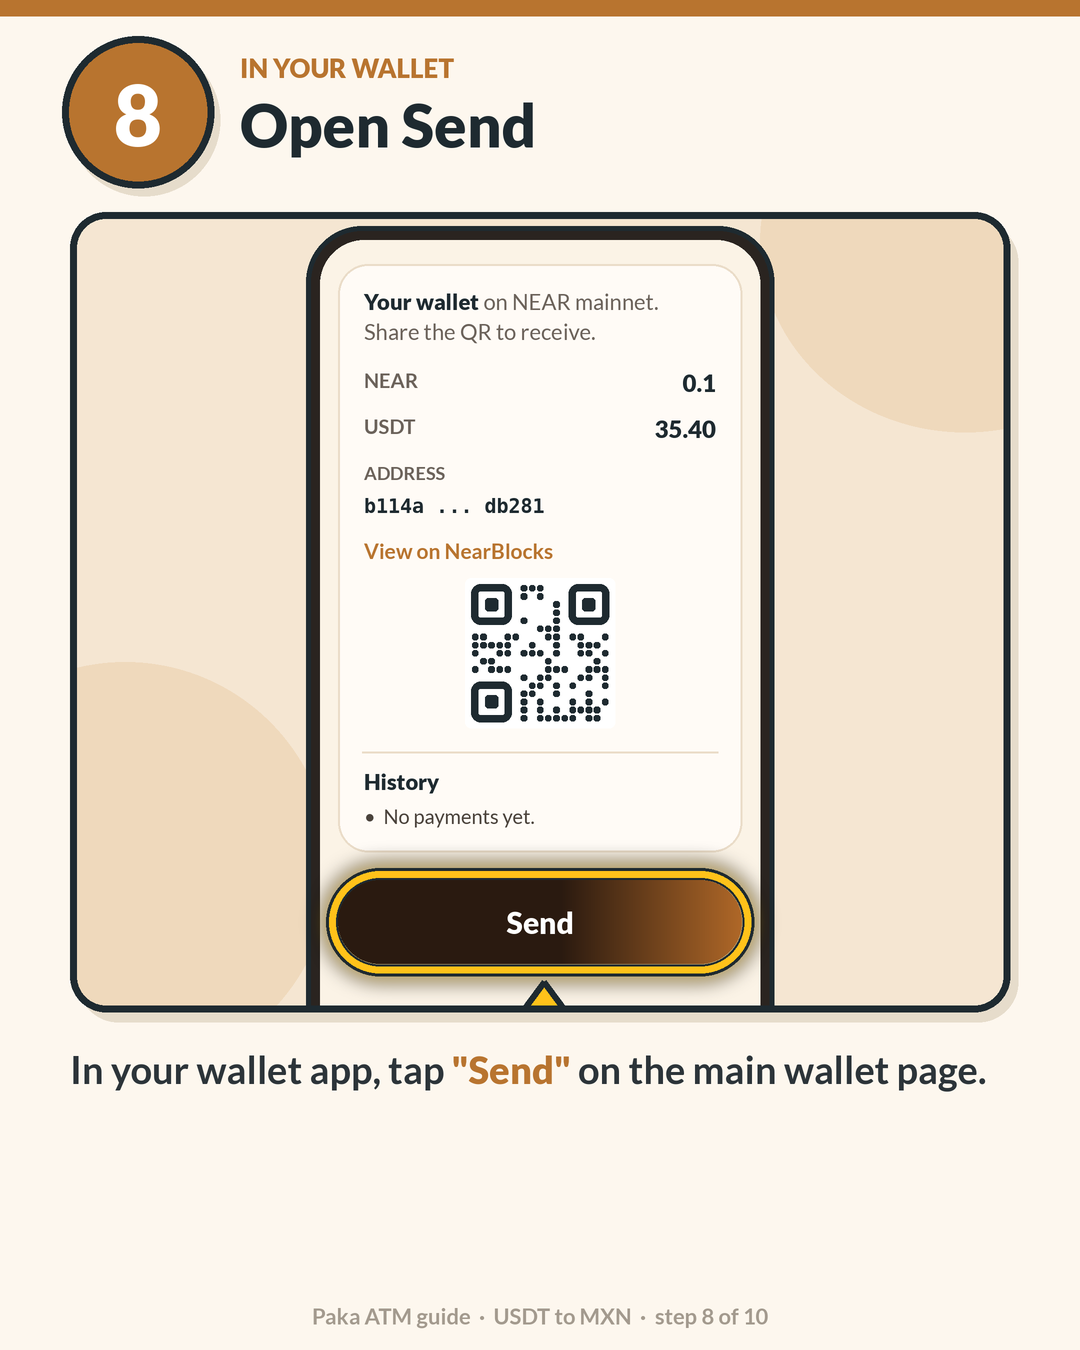 8
IN YOUR WALLET
Open Send
Your wallet on NEAR mainnet.
Share the QR to receive.
NEAR 0.1
USDT 35.40
ADDRESS
b114a ... db281
View on NearBlocks
History
• No payments yet.
Send
In your wallet app, tap "Send" on the main wallet page.
Paka ATM guide · USDT to MXN · step 8 of 10